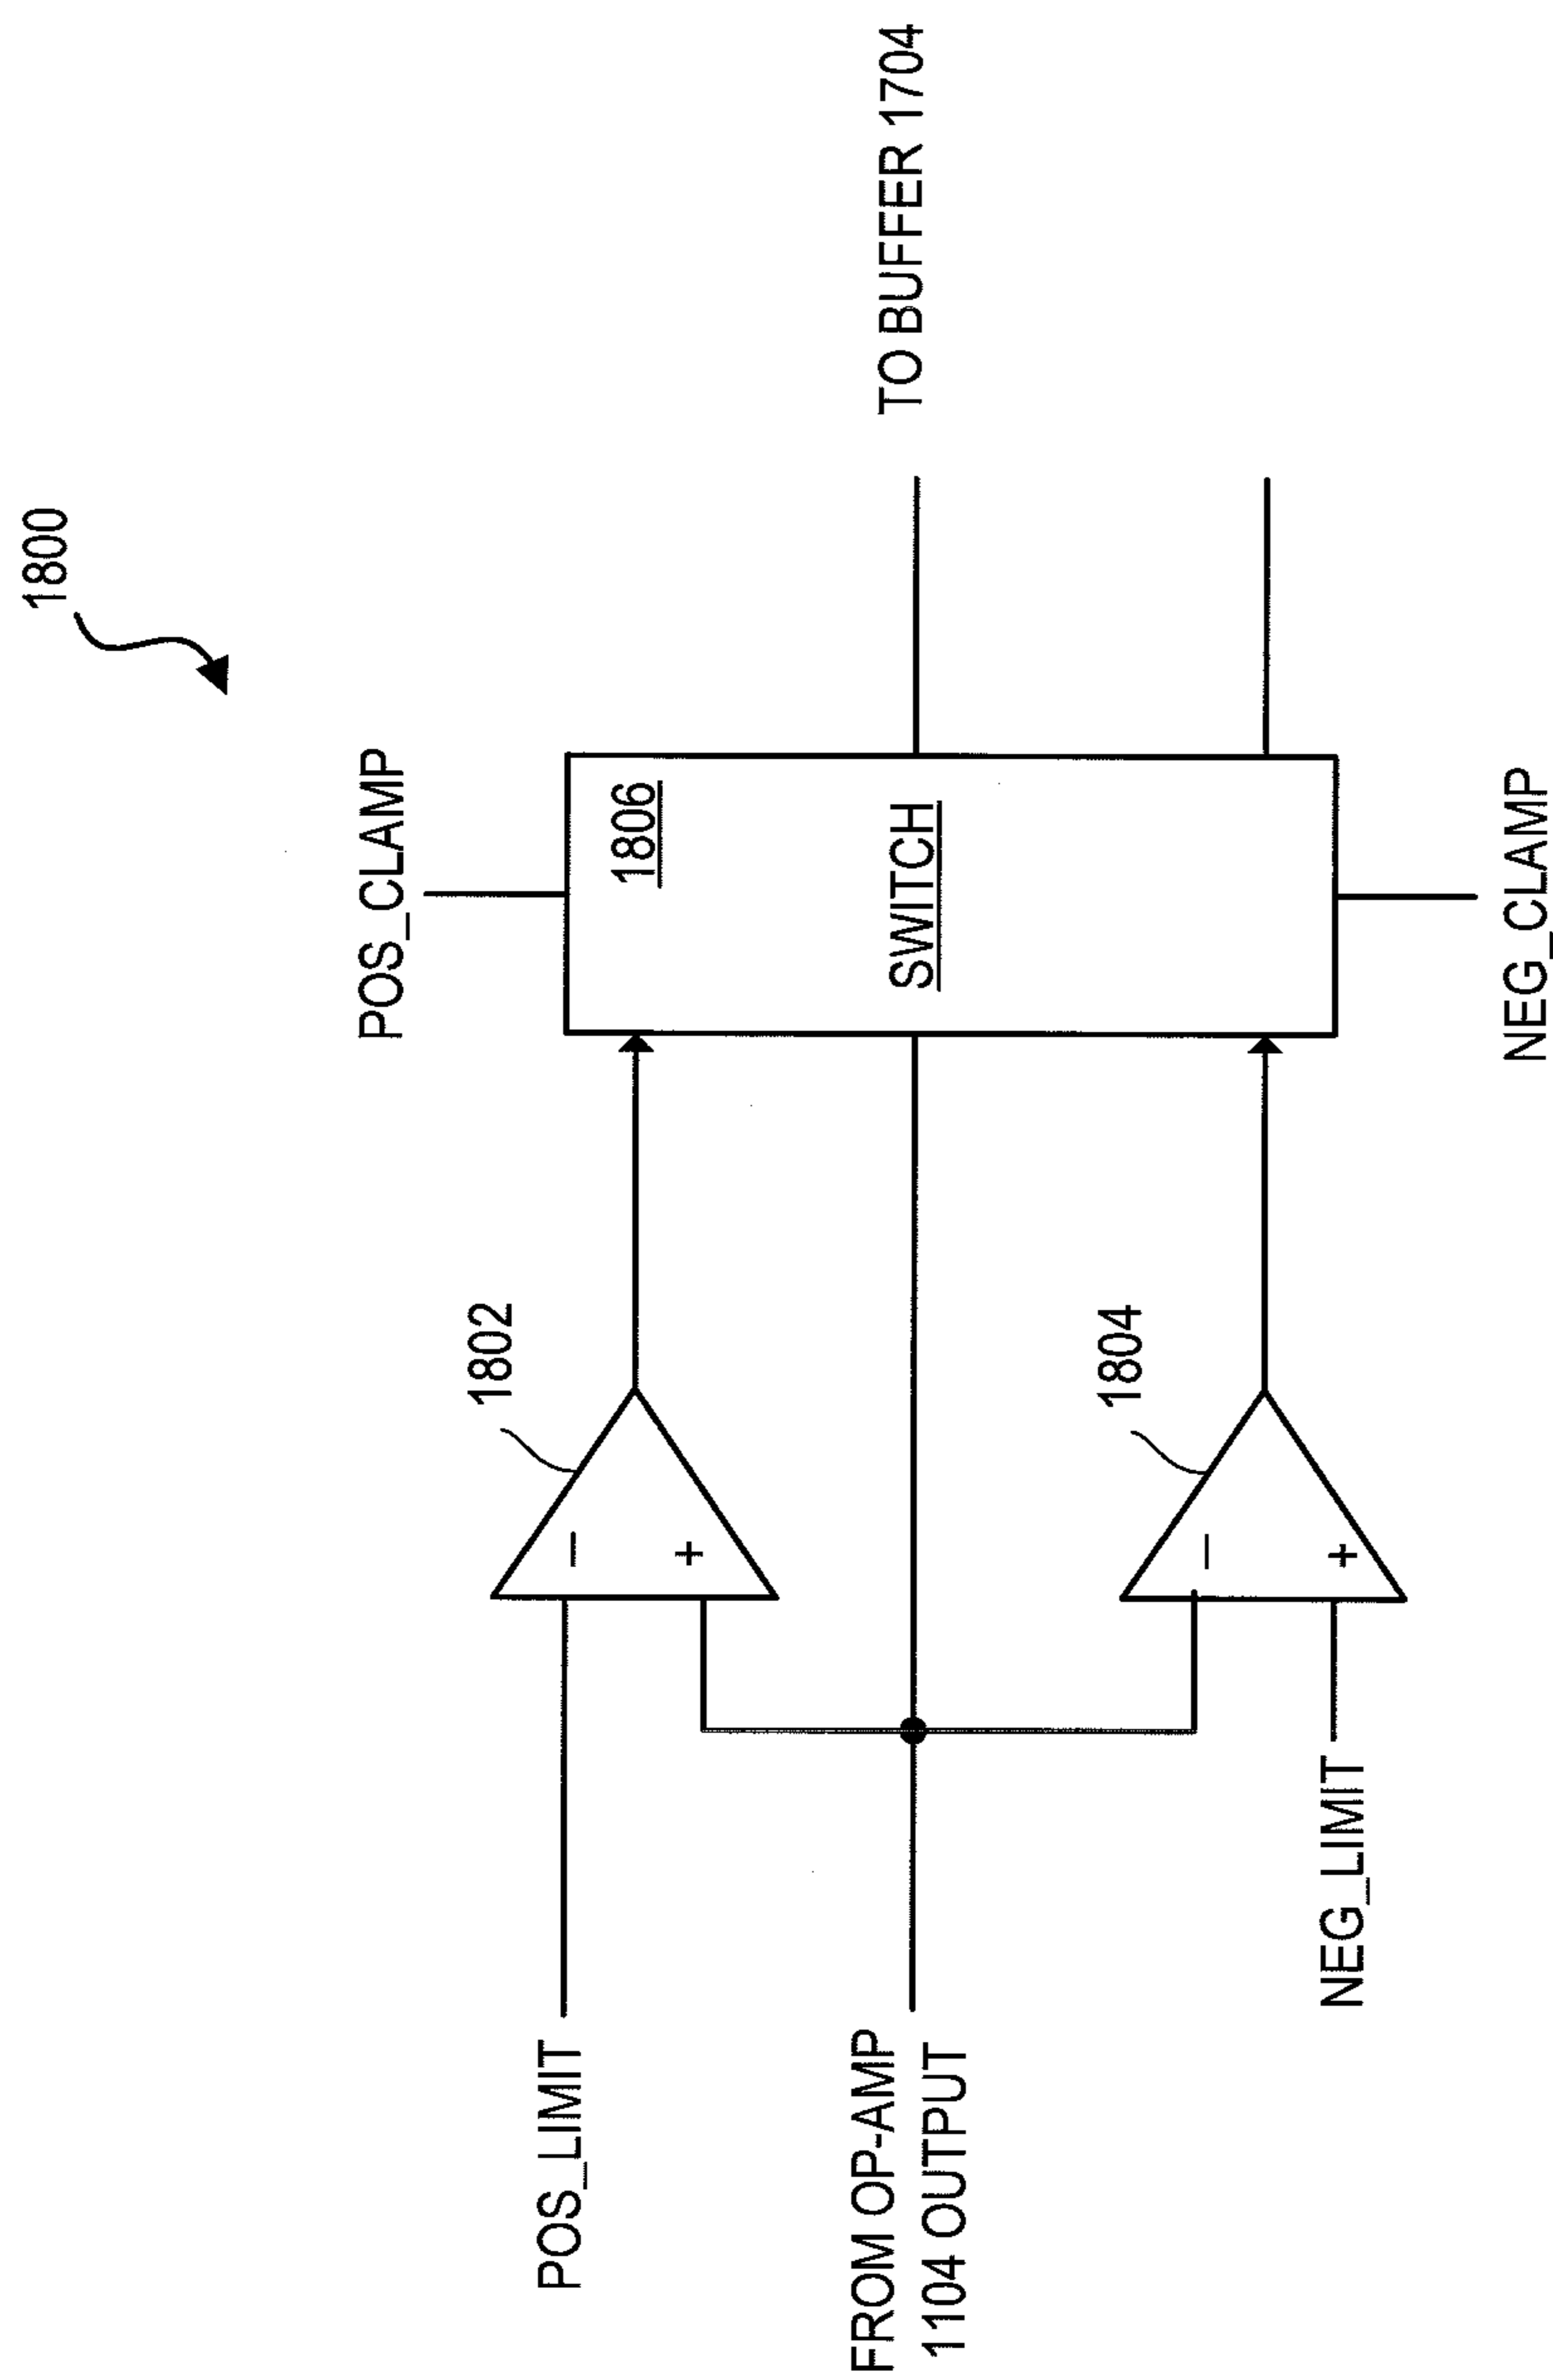 1800
POS_CLAMP
1806
SWITCH
TO BUFFER 1704
NEG_CLAMP
1802
−
+
1804
−
+
POS_LIMIT
FROM OP-AMP
1104 OUTPUT
NEG_LIMIT